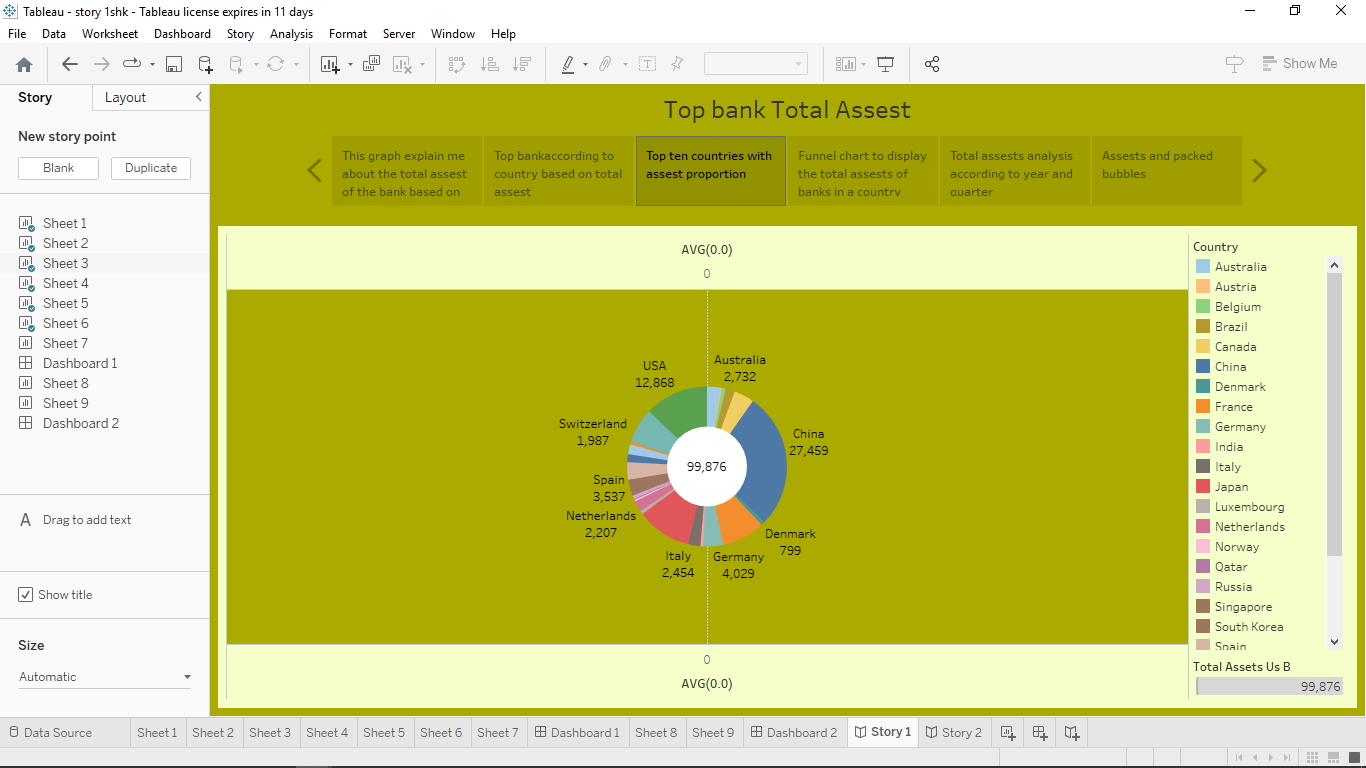 Tableau - story 1shk - Tableau license expires in 11 days
File Data Worksheet Dashboard Story Analysis Format Server Window Help
Show Me
Story
Layout
New story point
Blank
Duplicate
Sheet 1
Sheet 2
Sheet 3
Sheet 4
Sheet 5
Sheet 6
Sheet 7
Dashboard 1
Sheet 8
Sheet 9
Dashboard 2
A Drag to add text
Show title
Size
Automatic
Top bank Total Assest
This graph explain me
about the total assest
of the bank based on
Top bankaccording to
country based on total
assest
Top ten countries with
assest proportion
Funnel chart to display
the total assests of
banks in a country
Total assests analysis
according to year and
quarter
Assests and packed
bubbles
AVG(0.0)
0
USA
12,868
Australia
2,732
Switzerland
1,987
China
27,459
99,876
Spain
3,537
Netherlands
2,207
Denmark
799
Italy
2,454
Germany
4,029
0
AVG(0.0)
Country
Australia
Austria
Belgium
Brazil
Canada
China
Denmark
France
Germany
India
Italy
Japan
Luxembourg
Netherlands
Norway
Qatar
Russia
Singapore
South Korea
Spain
Total Assets Us B
99,876
Data Source Sheet 1 Sheet 2 Sheet 3 Sheet 4 Sheet 5 Sheet 6 Sheet 7 Dashboard 1 Sheet 8 Sheet 9 Dashboard 2 Story 1 Story 2